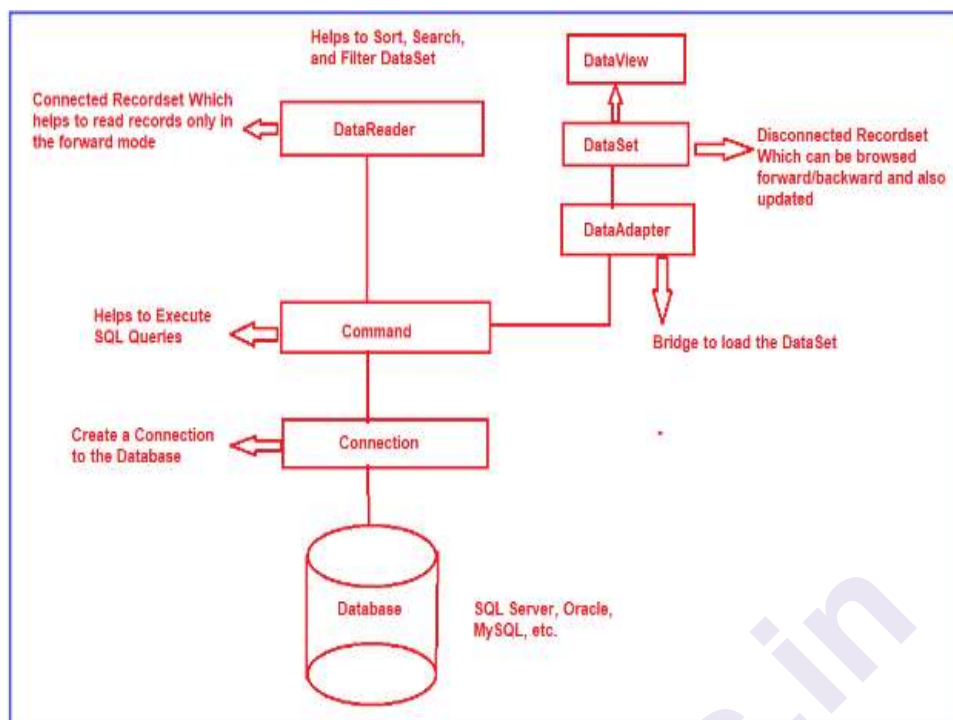 Helps to Sort, Search,
and Filter DataSet
DataView
Connected Recordset Which
helps to read records only in
the forward mode
DataReader
DataSet
Disconnected Recordset
Which can be browsed
forward/backward and also
updated
DataAdapter
Helps to Execute
SQL Queries
Command
Bridge to load the DataSet
Create a Connection
to the Database
Connection
Database
SQL Server, Oracle,
MySQL, etc.